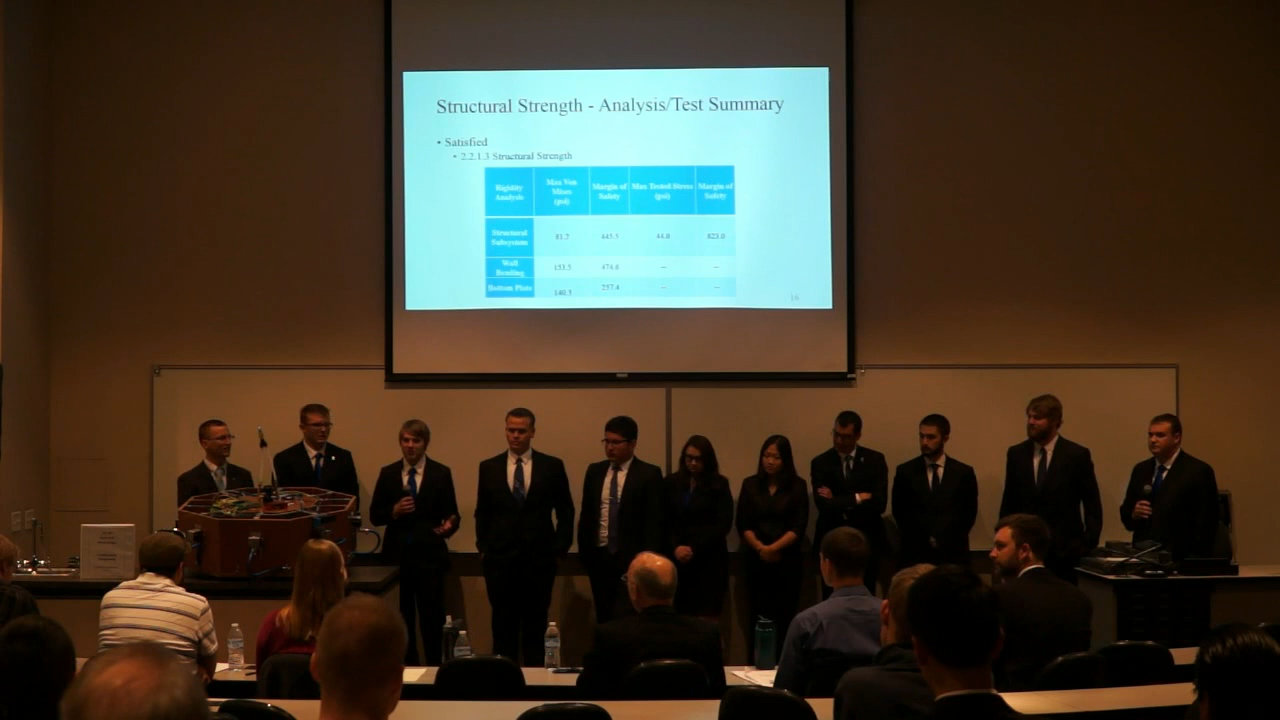 Structural Strength - Analysis/Test Summary
• Satisfied
• 2.2.1.3 Structural Strength
Rigidity Analysis Max Von Mises (psi) Margin of Safety Max Tested Stress (psi) Margin of Safety
Structural Subsystem 81.7 445.5 44.0 823.0
Wall Bending 153.5 474.0 -- --
Bottom Plate 140.3 257.4 -- --
16